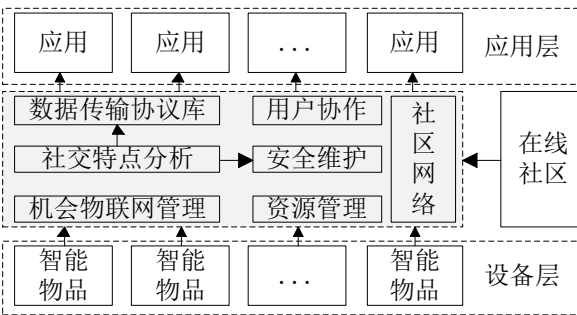 应用
应用
...
应用
应用层
数据传输协议库
用户协作
社区网络
社交特点分析
安全维护
在线
社区
机会物联网管理
资源管理
智能
物品
智能
物品
...
智能
物品
设备层